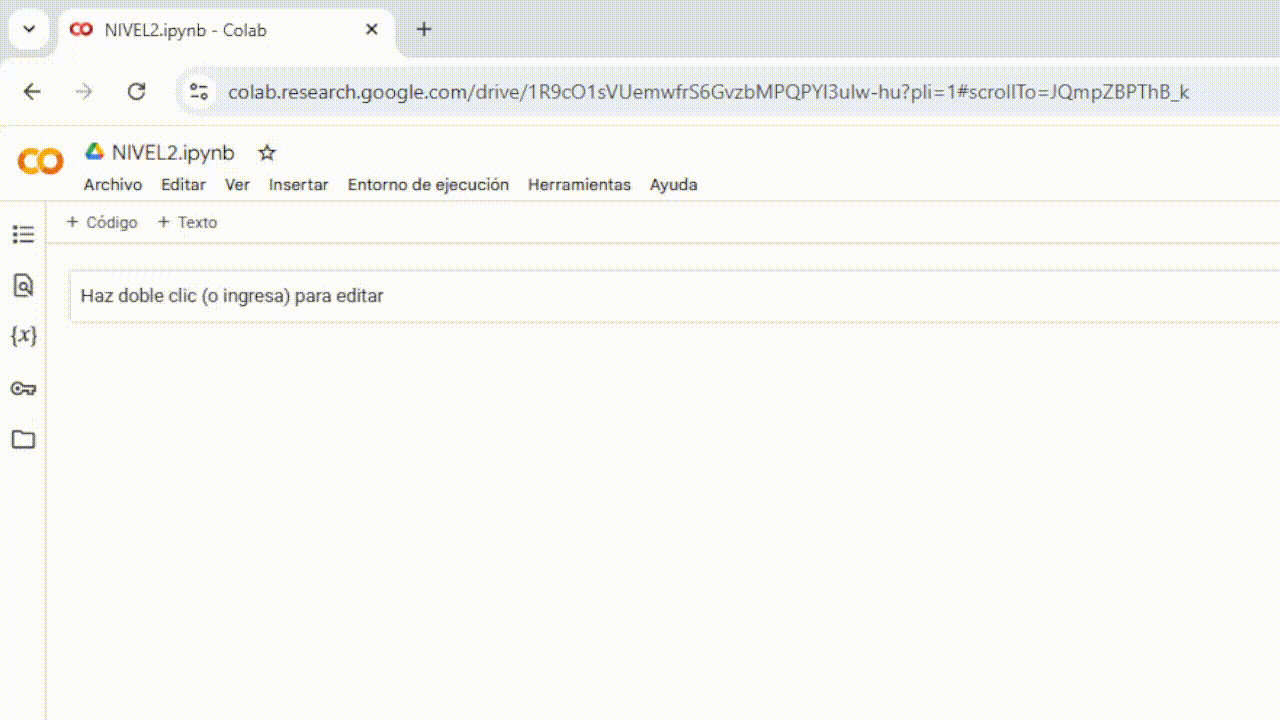 NIVEL2.ipynb - Colab
colab.research.google.com/drive/1R9cO1sVUemwfrS6GvzbMPQPYI3ulw-hu?pli=1#scrollTo=JQmpZBPThB_k
NIVEL2.ipynb
Archivo Editar Ver Insertar Entorno de ejecución Herramientas Ayuda
+ Código + Texto
Haz doble clic (o ingresa) para editar
{x}